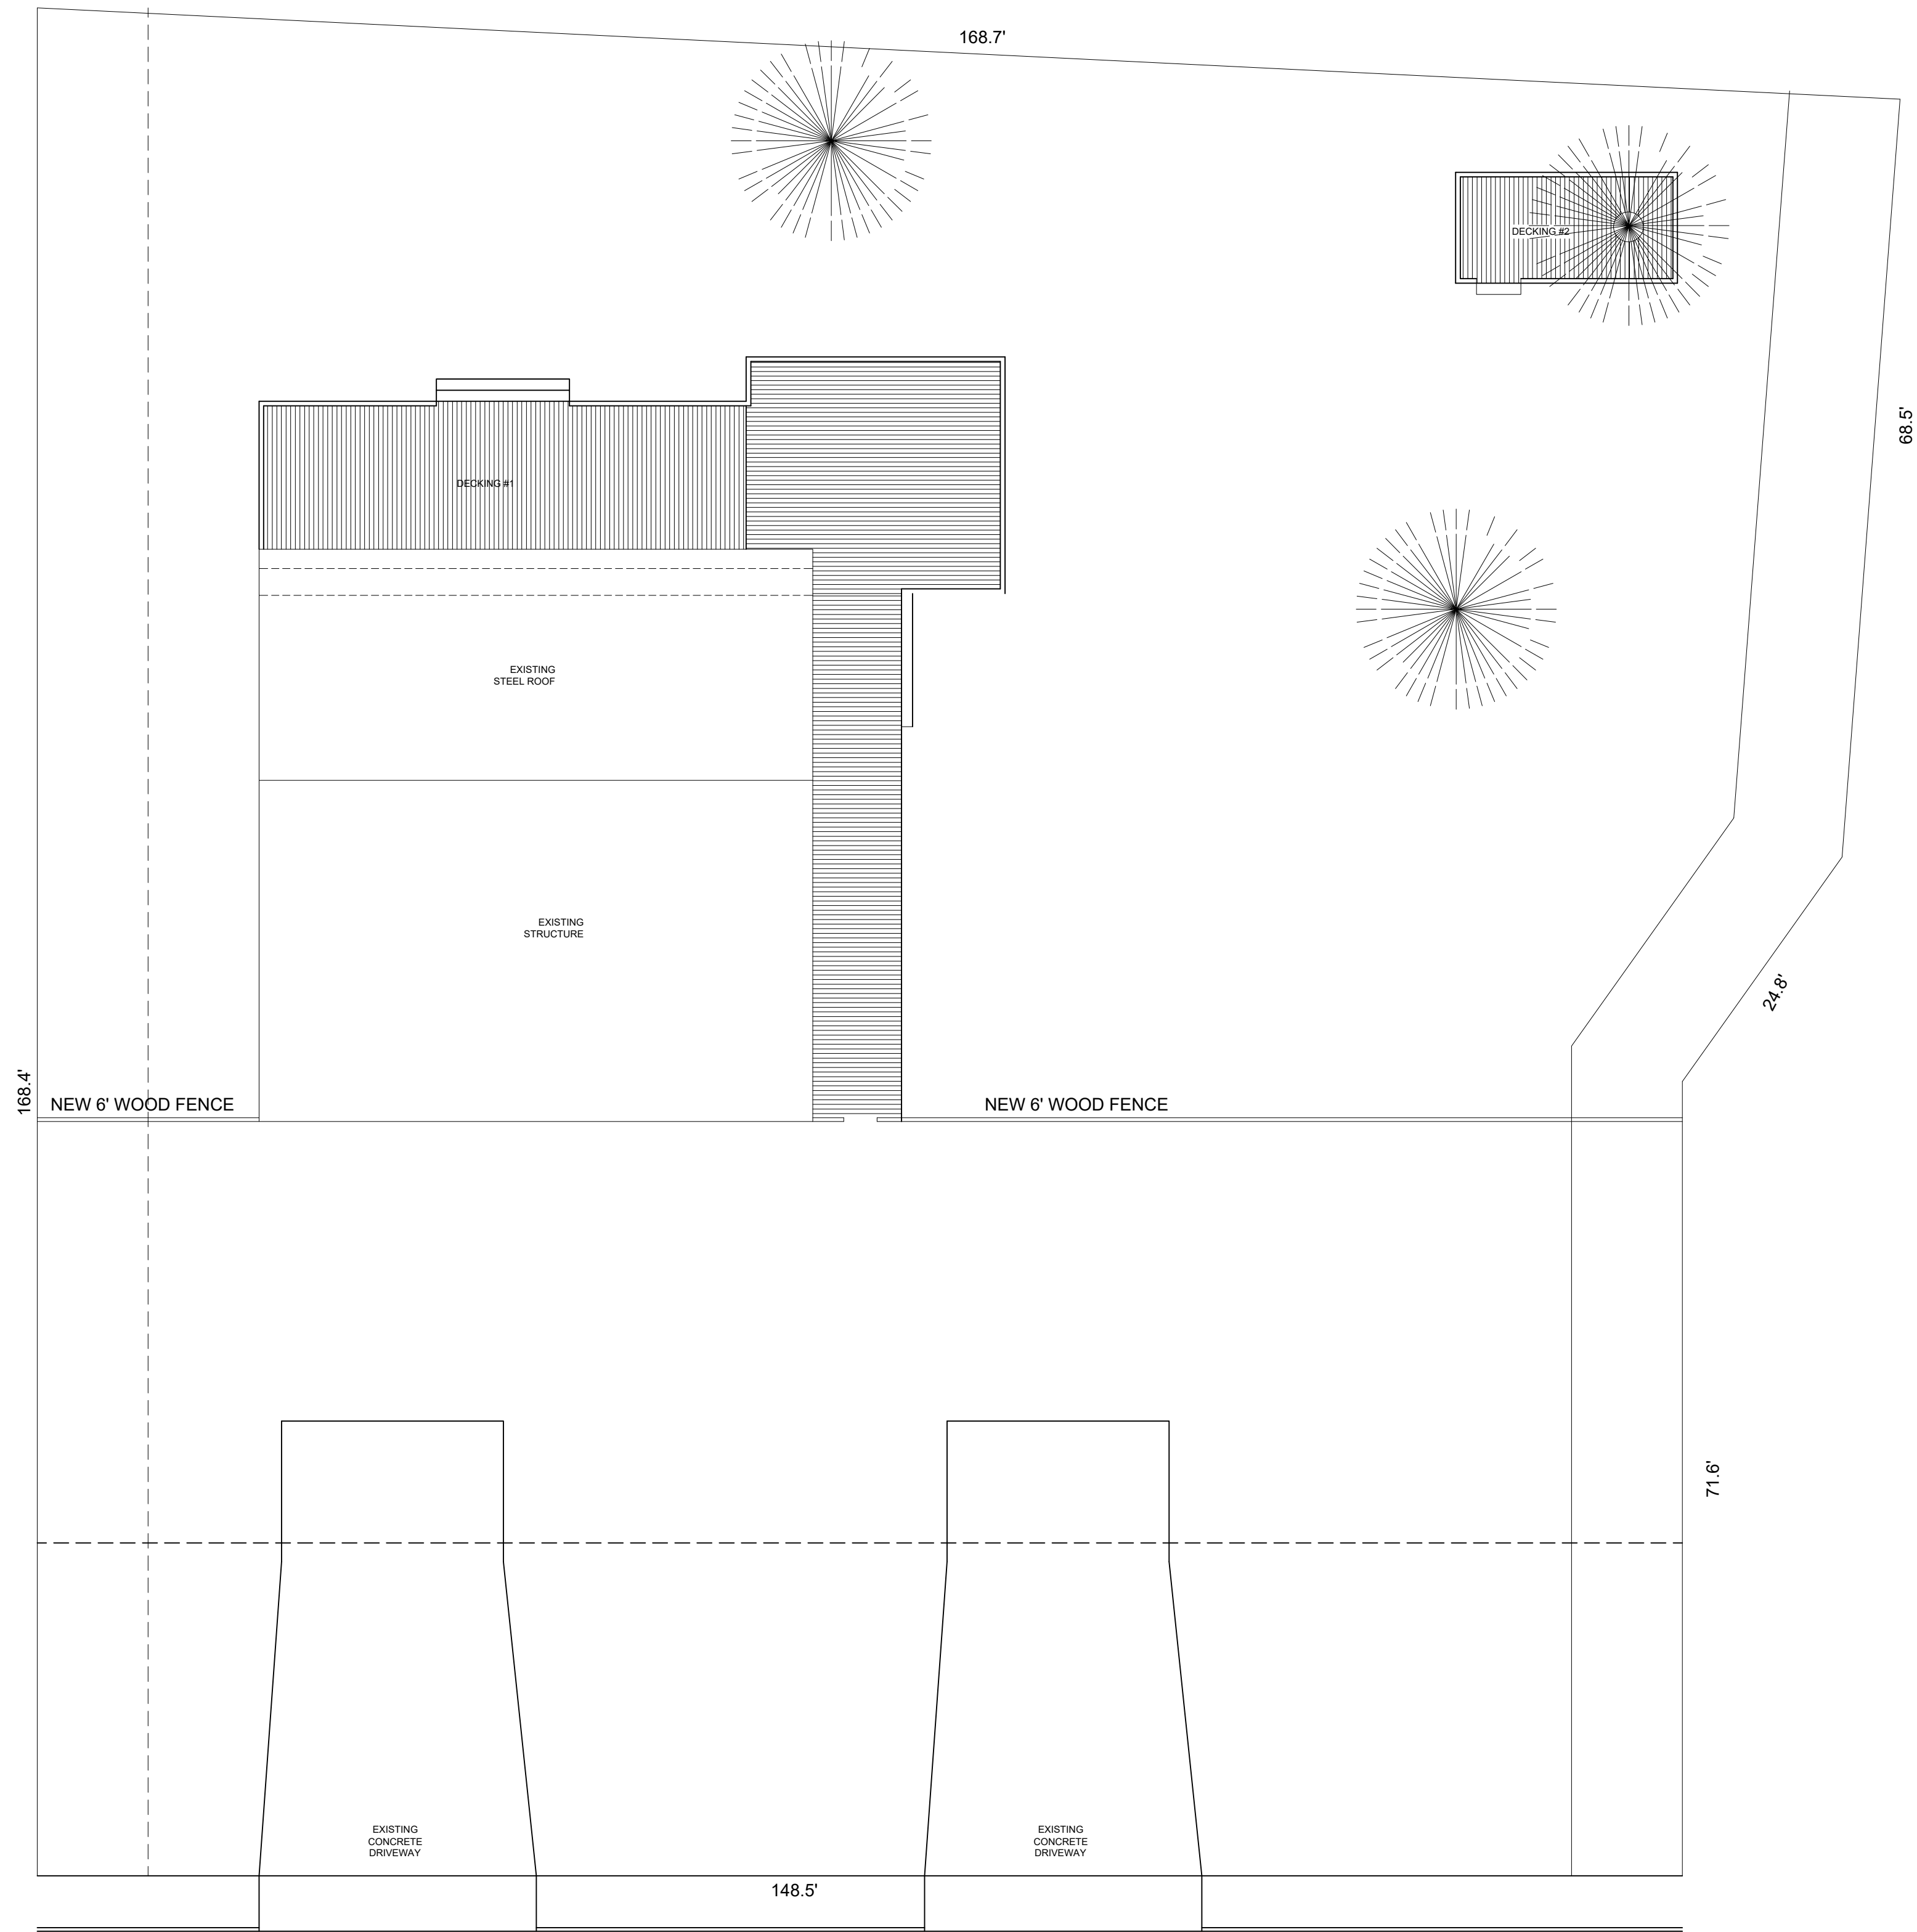 168.7'
DECKING #2
68.5'
DECKING #1
EXISTING
STEEL ROOF
EXISTING
STRUCTURE
24.8'
168.4'
NEW 6' WOOD FENCE
NEW 6' WOOD FENCE
71.6'
EXISTING
CONCRETE
DRIVEWAY
EXISTING
CONCRETE
DRIVEWAY
148.5'